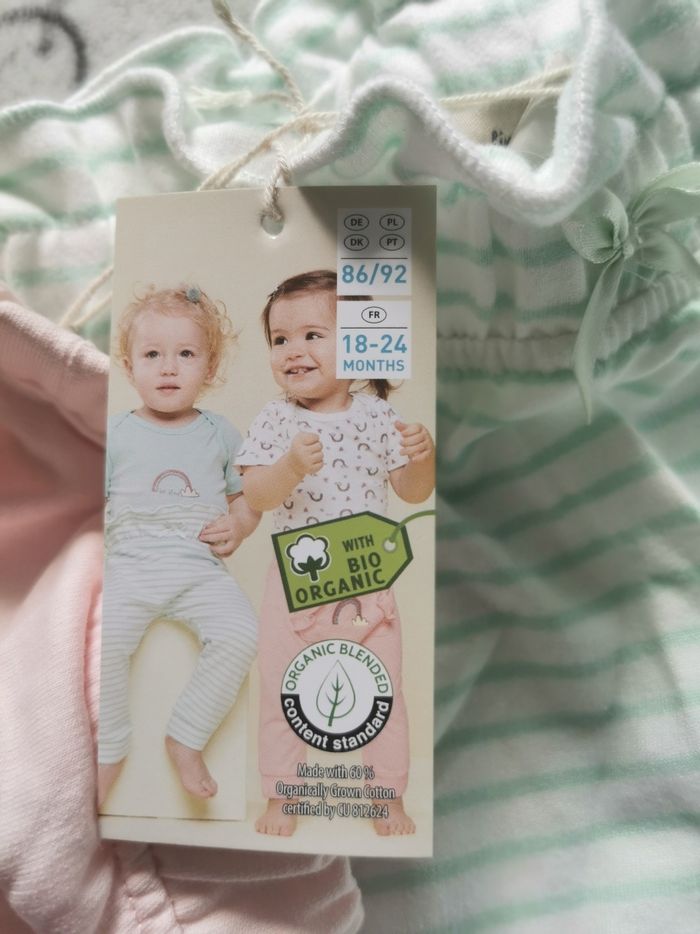 DE PL
DK PT
86/92
FR
18-24
MONTHS
WITH
BIO
ORGANIC
ORGANIC BLENDED
content standard
Made with 60 %
Organically Grown Cotton
certified by CU 812624